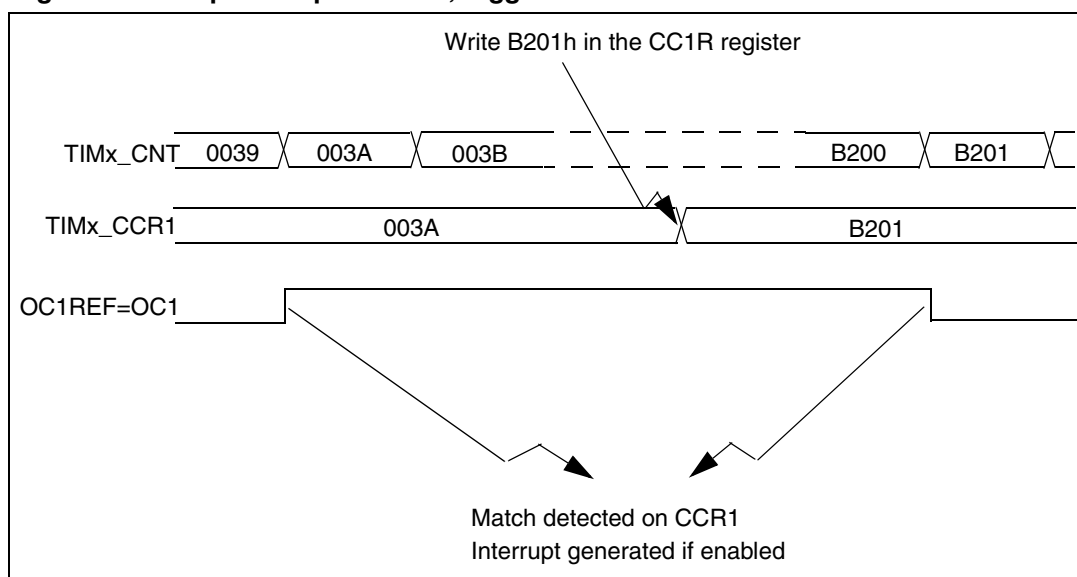 Write B201h in the CC1R register
TIMx_CNT 0039 003A 003B B200 B201
TIMx_CCR1 003A B201
OC1REF=OC1
Match detected on CCR1
Interrupt generated if enabled